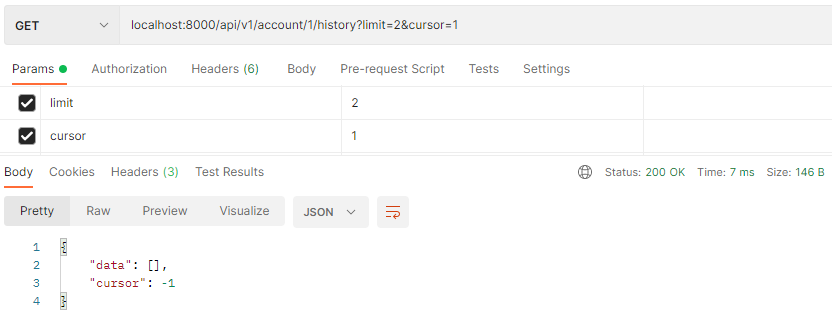 GET localhost:8000/api/v1/account/1/history?limit=2&cursor=1
Params Authorization Headers (6) Body Pre-request Script Tests Settings
limit 2
cursor 1
Body Cookies Headers (3) Test Results Status: 200 OK Time: 7 ms Size: 146 B
Pretty Raw Preview Visualize JSON
1 {
2 "data": [],
3 "cursor": -1
4 }